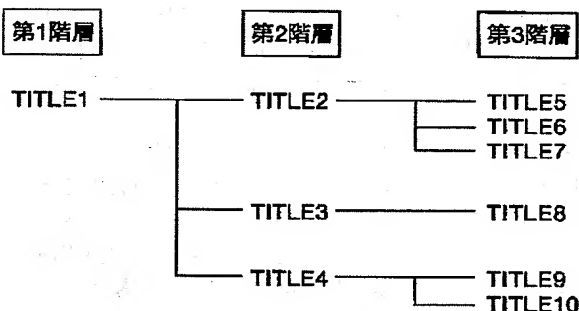 第1階層 第2階層 第3階層
TITLE1 TITLE2 TITLE5
TITLE6
TITLE7
TITLE3 TITLE8
TITLE4 TITLE9
TITLE10